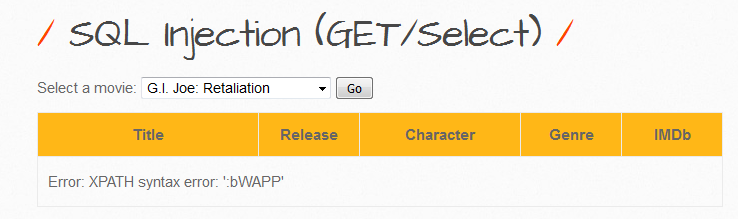 / SQL Injection (GET/Select) /
Select a movie: G.I. Joe: Retaliation Go
Title Release Character Genre IMDb
Error: XPATH syntax error: ':bWAPP'